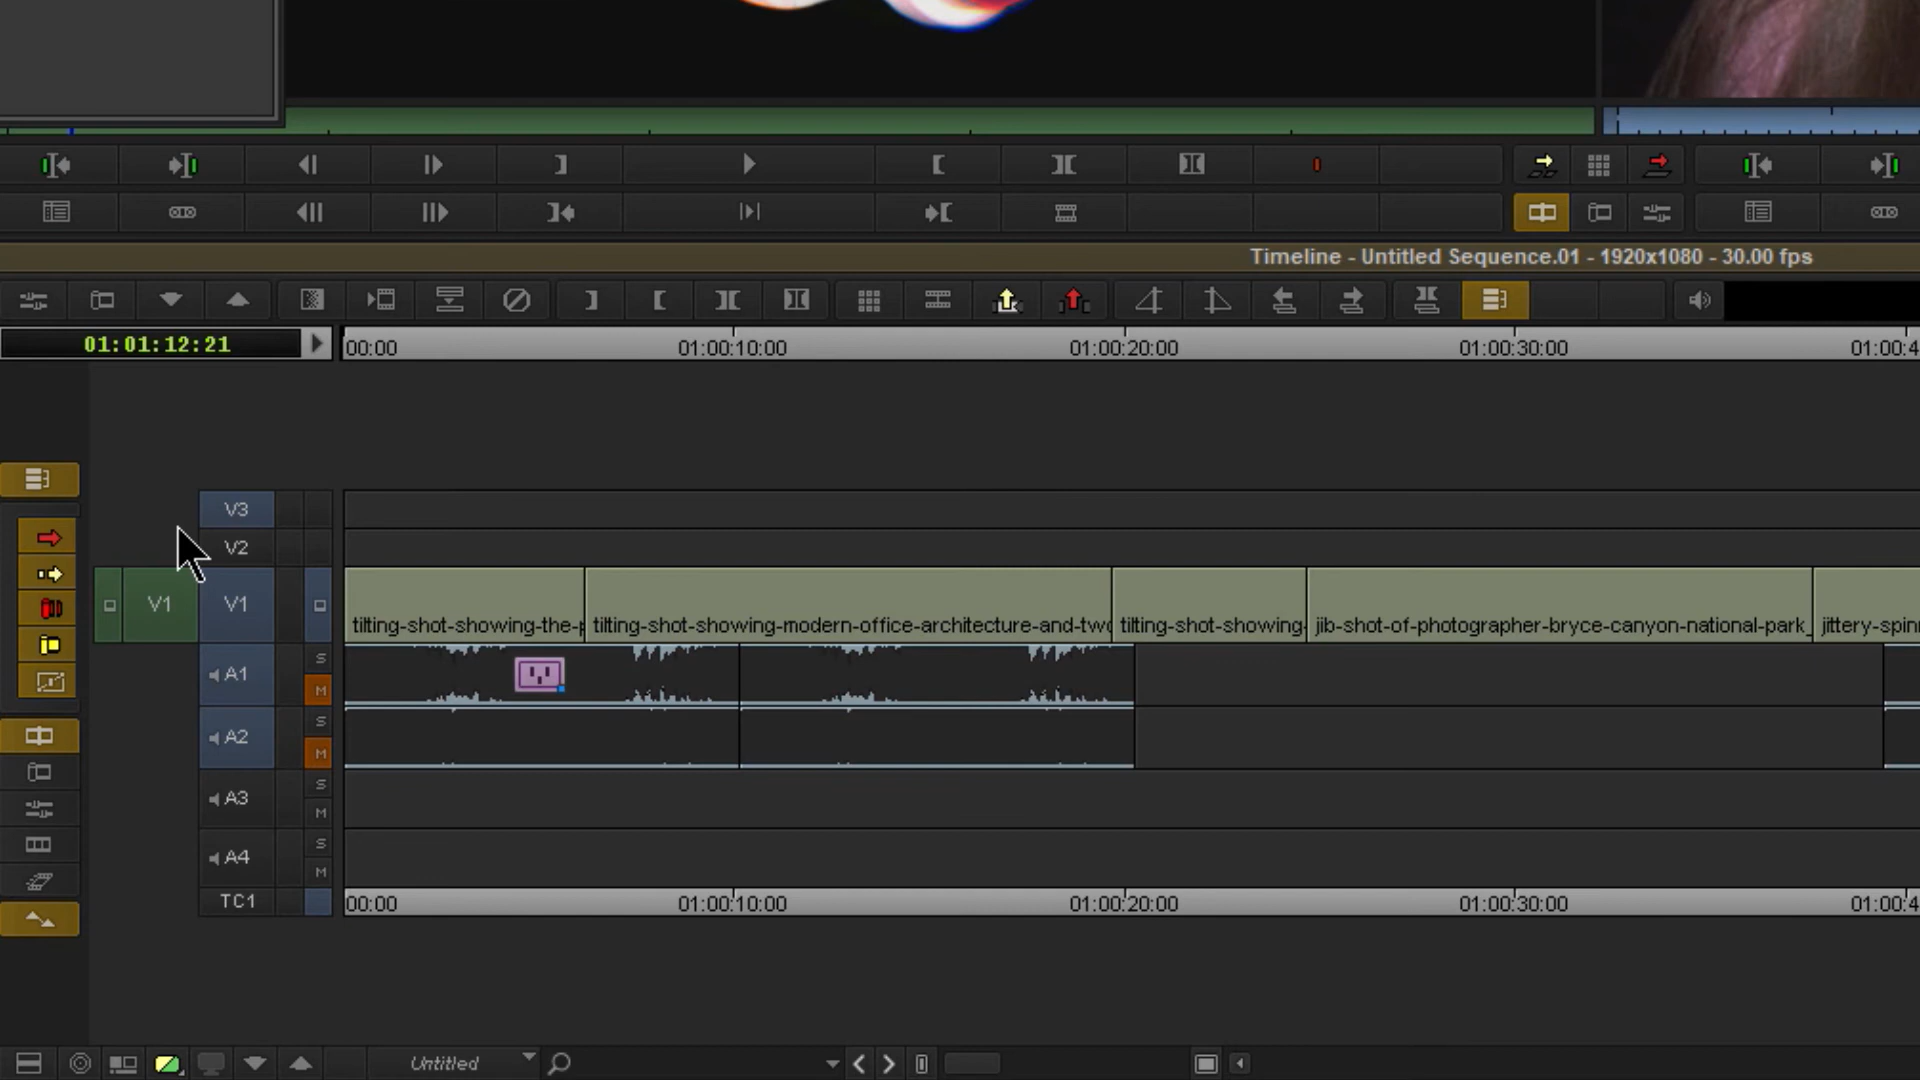 Timeline - Untitled Sequence.01 - 1920x1080 - 30.00 fps
01:01:12:21
00:00 01:00:10:00 01:00:20:00 01:00:30:00 01:00:4
V3
V2
V1 V1
tilting-shot-showing-the-p tilting-shot-showing-modern-office-architecture-and-two tilting-shot-showing- jib-shot-of-photographer-bryce-canyon-national-park_ jittery-spinn
A1 S M
A2 S M
A3 S M
A4 S M
TC1 00:00 01:00:10:00 01:00:20:00 01:00:30:00 01:00:4
Untitled